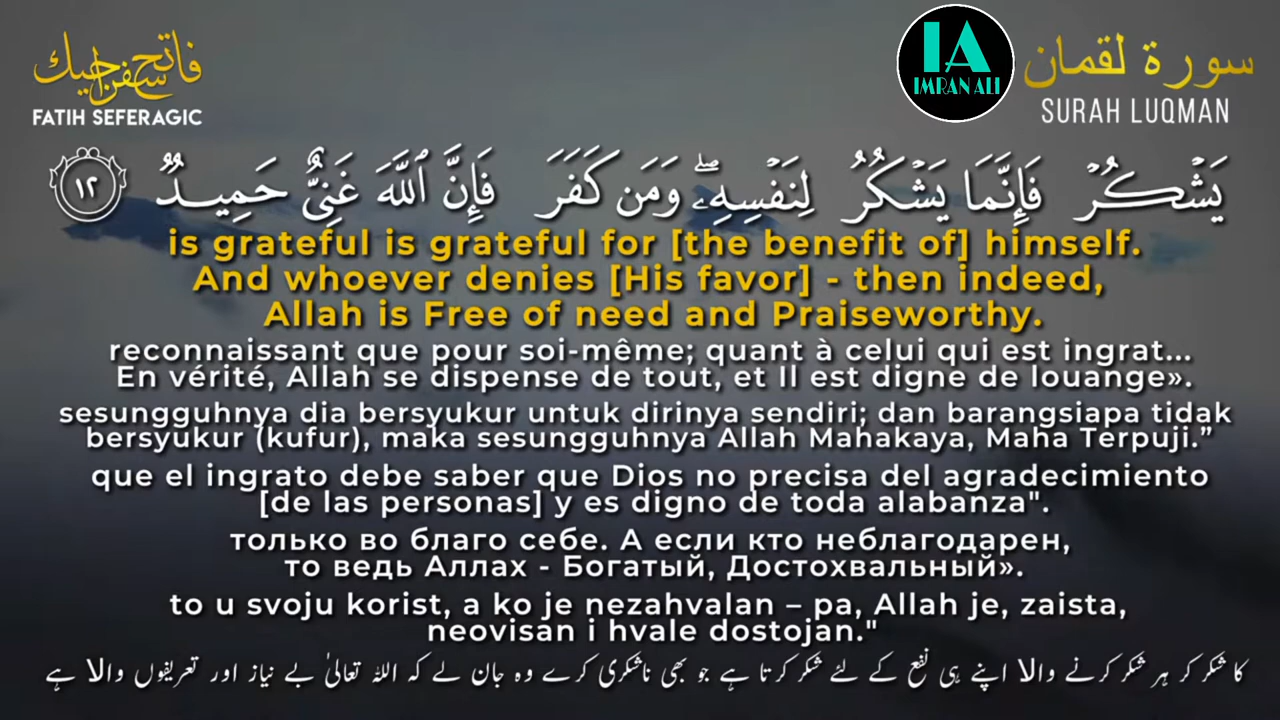 فاتح سفراجيك
FATIH SEFERAGIC
IA
IMRAN ALI
سورة لقمان
SURAH LUQMAN
يَشْكُرْ فَإِنَّمَا يَشْكُرُ لِنَفْسِهِۦۖ وَمَن كَفَرَ فَإِنَّ ٱللَّهَ غَنِىٌّ حَمِيدٌ ١٢
is grateful is grateful for [the benefit of] himself.
And whoever denies [His favor] - then indeed,
Allah is Free of need and Praiseworthy.
reconnaissant que pour soi-même; quant à celui qui est ingrat...
En vérité, Allah se dispense de tout, et Il est digne de louange».
sesungguhnya dia bersyukur untuk dirinya sendiri; dan barangsiapa tidak
bersyukur (kufur), maka sesungguhnya Allah Mahakaya, Maha Terpuji.”
que el ingrato debe saber que Dios no precisa del agradecimiento
[de las personas] y es digno de toda alabanza".
только во благо себе. А если кто неблагодарен,
то ведь Аллах - Богатый, Достохвальный».
to u svoju korist, a ko je nezahvalan – pa, Allah je, zaista,
neovisan i hvale dostojan."
کا شکر کر ہر شکر کرنے والا اپنے ہی نفع کے لئے شکر کرتا ہے جو بھی ناشکری کرے وہ جان لے کہ اللہ تعالیٰ بے نیاز اور تعریفوں والا ہے